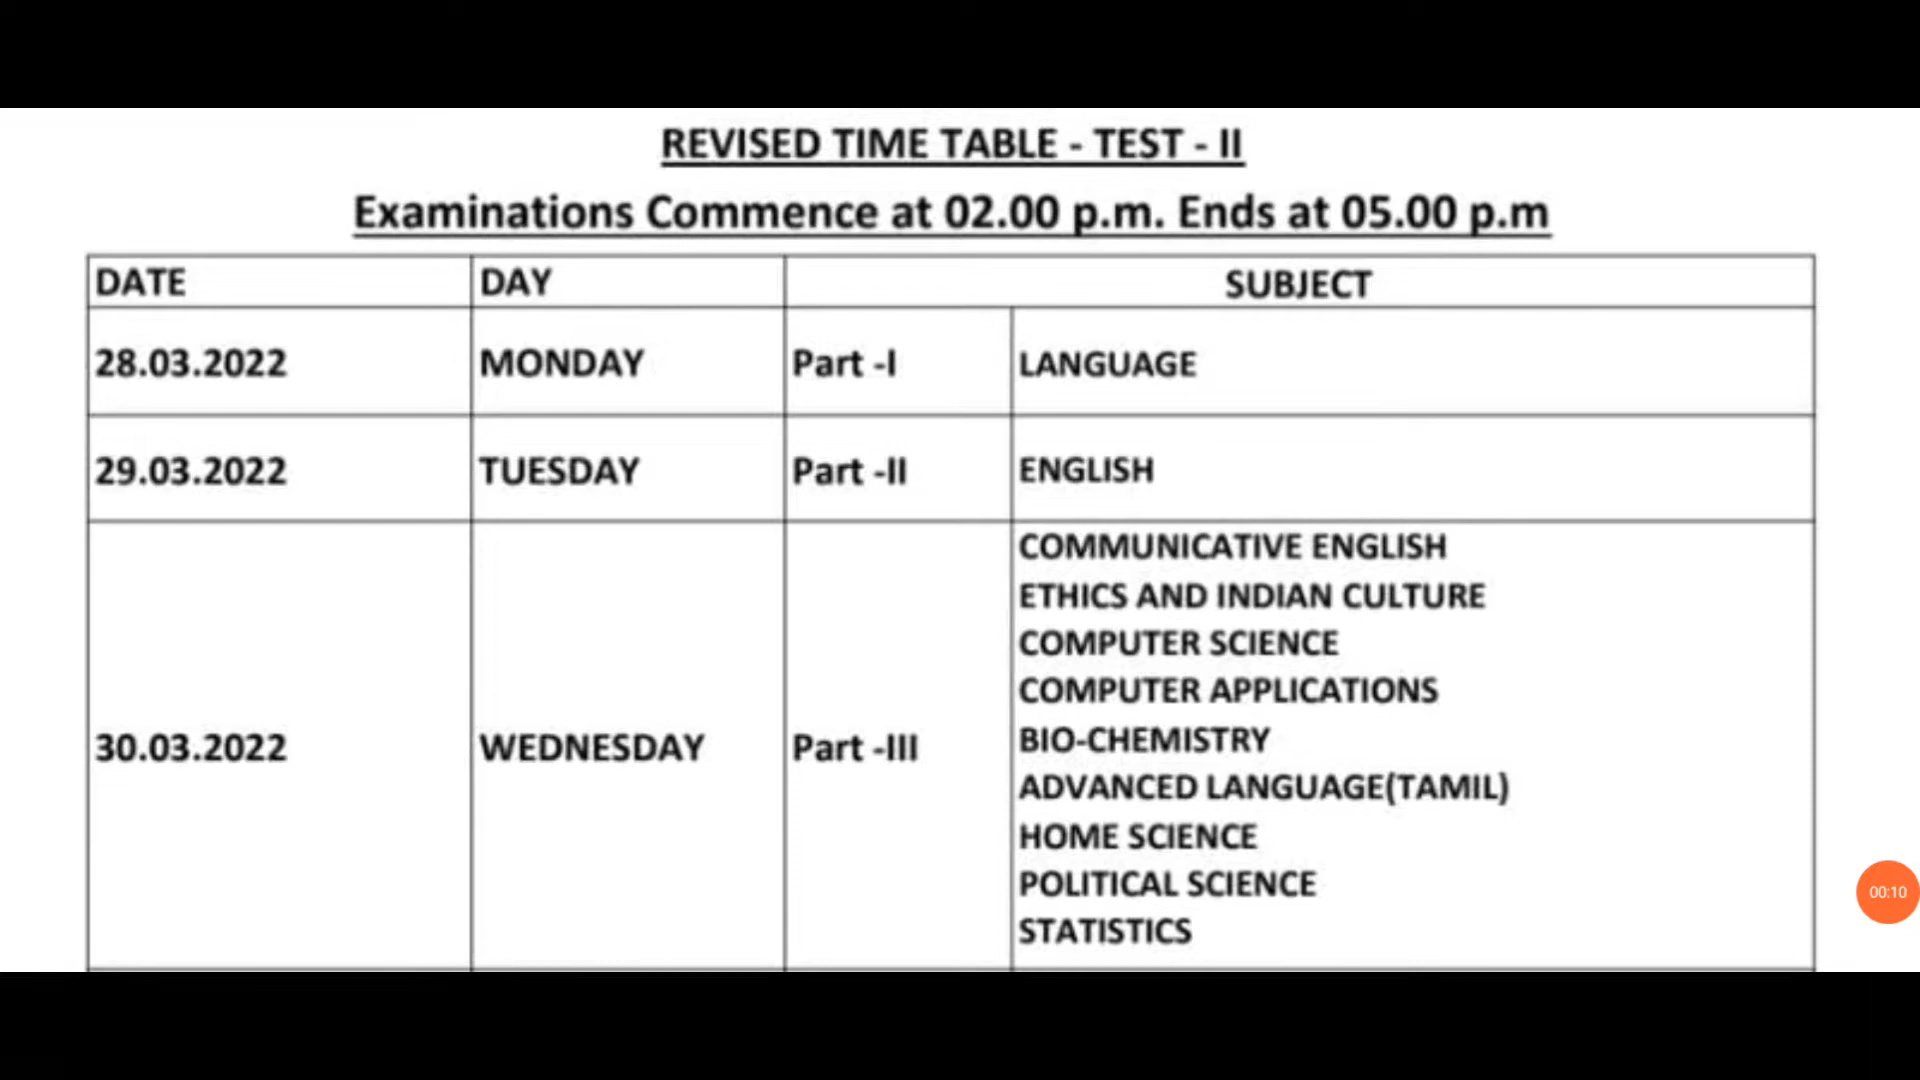 REVISED TIME TABLE - TEST - II
Examinations Commence at 02.00 p.m. Ends at 05.00 p.m
DATE DAY SUBJECT
28.03.2022 MONDAY Part -I LANGUAGE
29.03.2022 TUESDAY Part -II ENGLISH
30.03.2022 WEDNESDAY Part -III COMMUNICATIVE ENGLISH
ETHICS AND INDIAN CULTURE
COMPUTER SCIENCE
COMPUTER APPLICATIONS
BIO-CHEMISTRY
ADVANCED LANGUAGE(TAMIL)
HOME SCIENCE
POLITICAL SCIENCE
STATISTICS
00:10